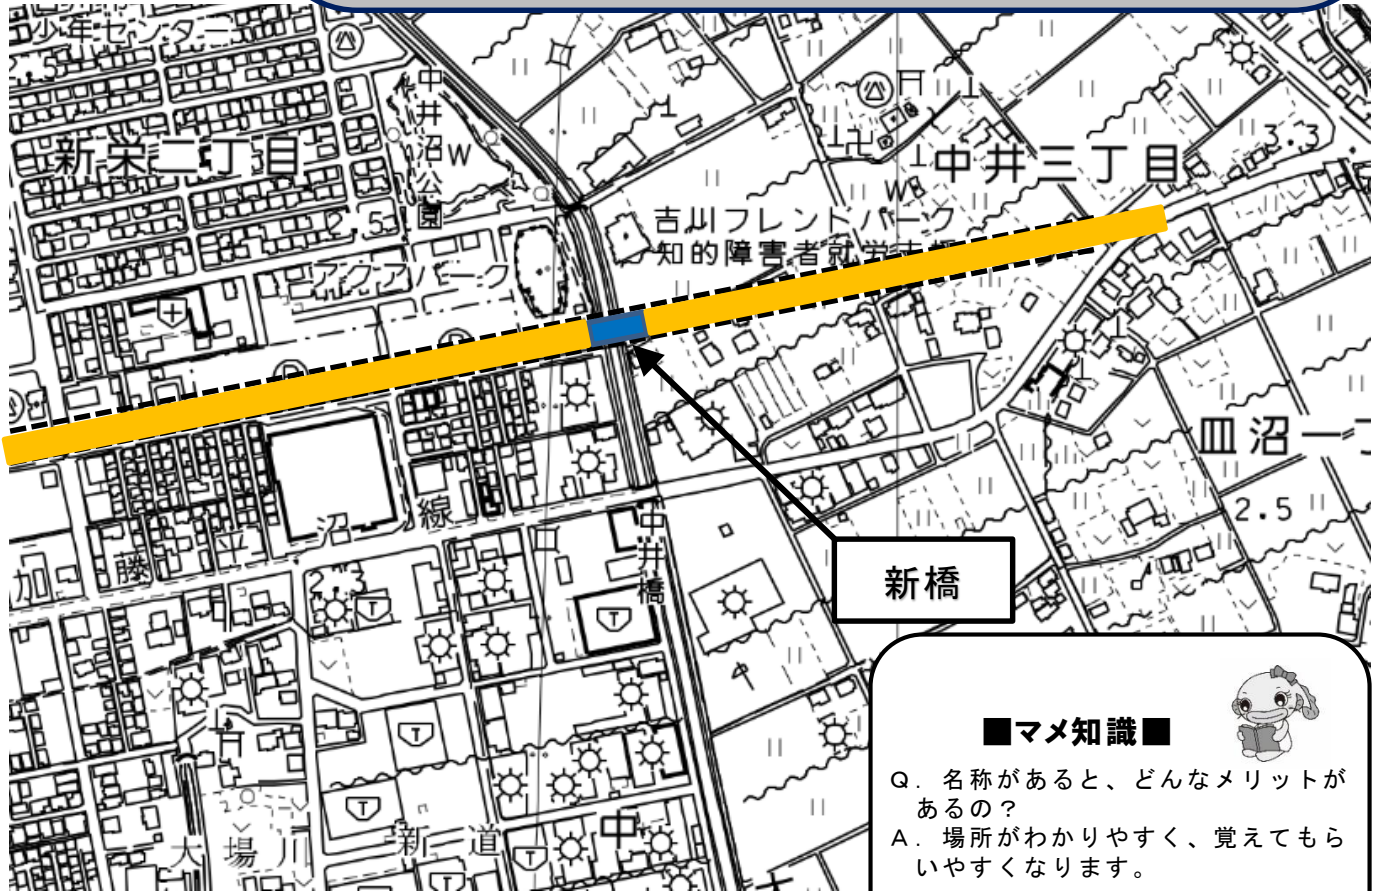 少年センター
中井沼公園
W
新栄二丁目
2.5
アクアパーク
吉川フレンドパーク
知的障害者就労支援
W
中井三丁目
3.3
皿沼一丁
2.5
加藤平沼線
2.3
中井橋
新橋
T
T
T
T
T
T
大場川
新道
中
■マメ知識■
Q．名称があると、どんなメリットが
あるの？
A．場所がわかりやすく、覚えてもら
いやすくなります。